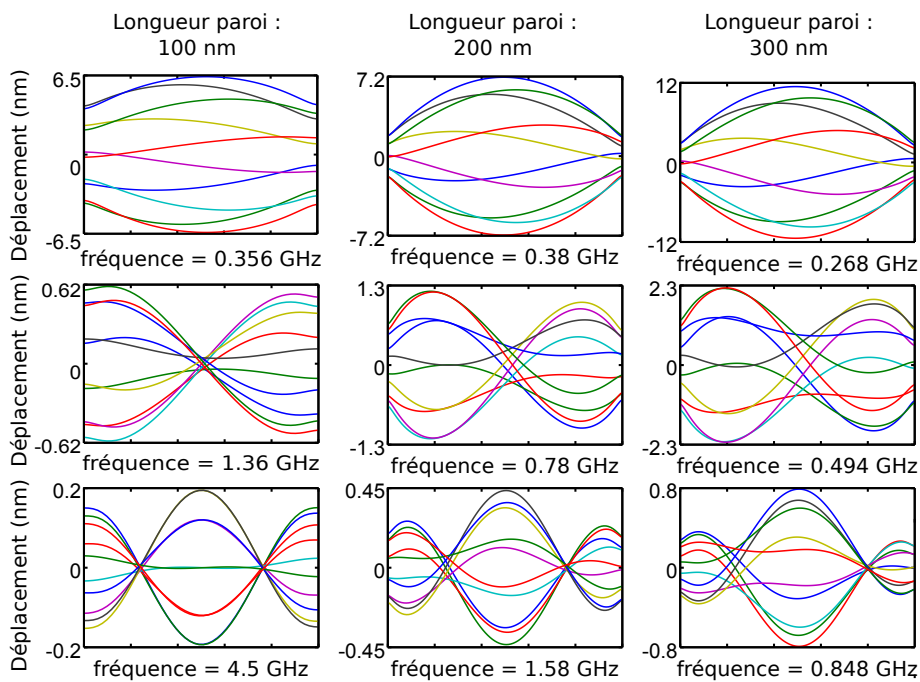 Longueur paroi :
100 nm
Longueur paroi :
200 nm
Longueur paroi :
300 nm
Déplacement (nm)
6.5
0
-6.5
fréquence = 0.356 GHz
7.2
0
-7.2
fréquence = 0.38 GHz
12
0
-12
fréquence = 0.268 GHz
Déplacement (nm)
0.62
0
-0.62
fréquence = 1.36 GHz
1.3
0
-1.3
fréquence = 0.78 GHz
2.3
0
-2.3
fréquence = 0.494 GHz
Déplacement (nm)
0.2
0
-0.2
fréquence = 4.5 GHz
0.45
0
-0.45
fréquence = 1.58 GHz
0.8
0
-0.8
fréquence = 0.848 GHz